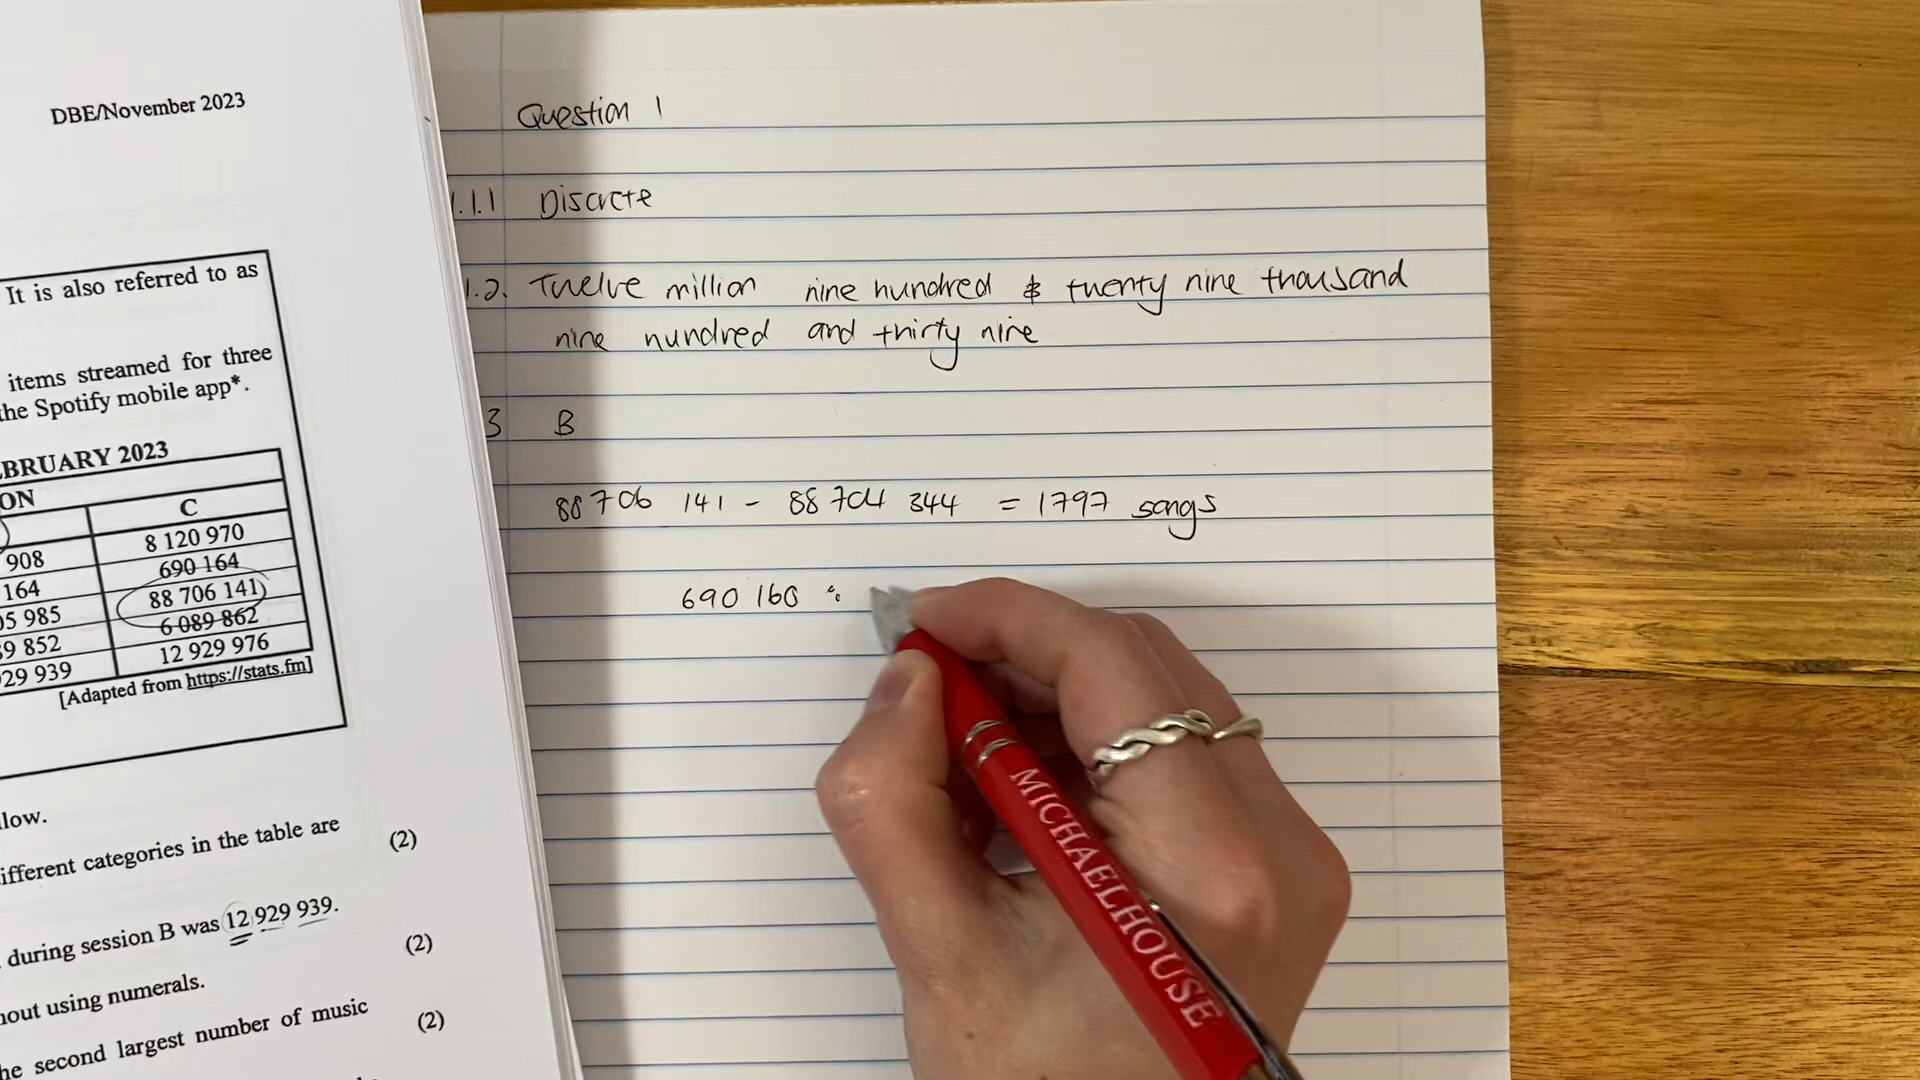 DBE/November 2023
It is also referred to as
items streamed for three
the Spotify mobile app*.
EBRUARY 2023
ON
C
908 8 120 970
164 690 164
05 985 88 706 141
39 852 6 089 862
929 939 12 929 976
[Adapted from https://stats.fm]
llow.
ifferent categories in the table are (2)
during session B was 12 929 939.
(2)
hout using numerals.
he second largest number of music (2)
Question 1
1.1.1 Discrete
1.2. Twelve million nine hundred & twenty nine thousand
nine hundred and thirty nine
3 B
88 706 141 - 88 704 344 = 1797 songs
690 160 :
MICHAELHOUSE